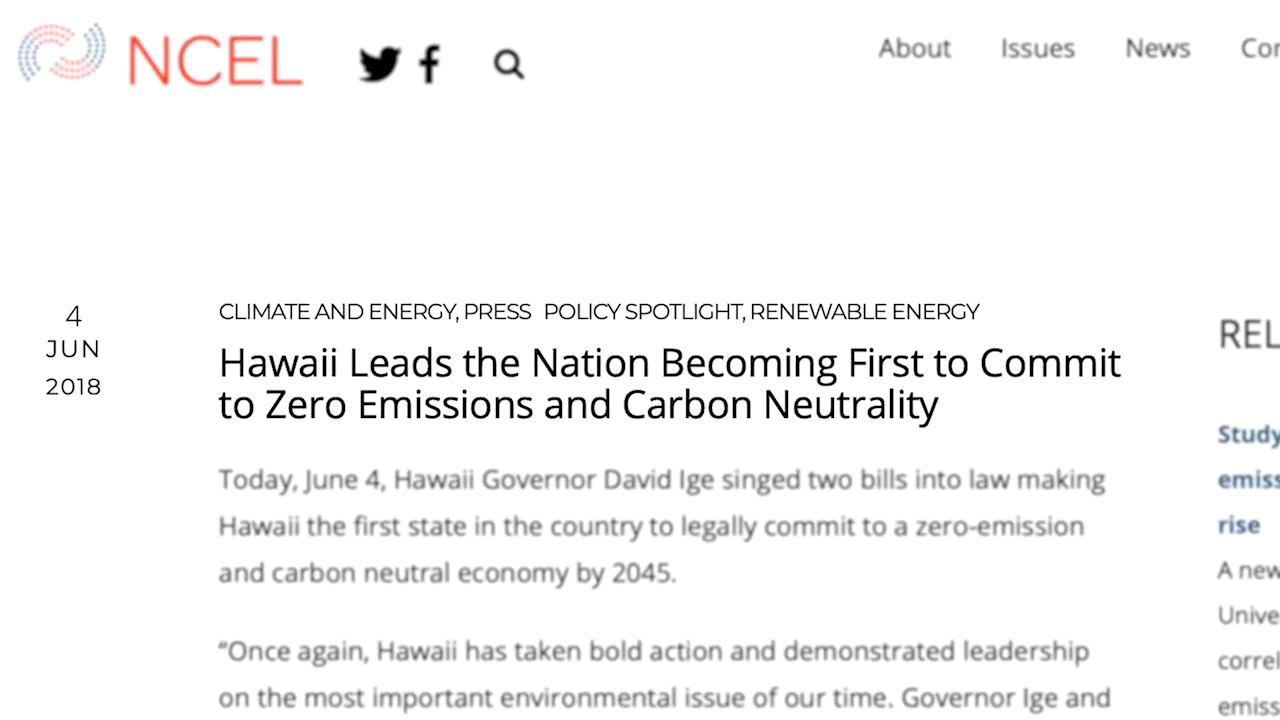 NCEL
About Issues News
4
JUN
2018
CLIMATE AND ENERGY, PRESS POLICY SPOTLIGHT, RENEWABLE ENERGY
Hawaii Leads the Nation Becoming First to Commit
to Zero Emissions and Carbon Neutrality
Today, June 4, Hawaii Governor David Ige singed two bills into law making
Hawaii the first state in the country to legally commit to a zero-emission
and carbon neutral economy by 2045.
“Once again, Hawaii has taken bold action and demonstrated leadership
on the most important environmental issue of our time. Governor Ige and
Study
rise
A new